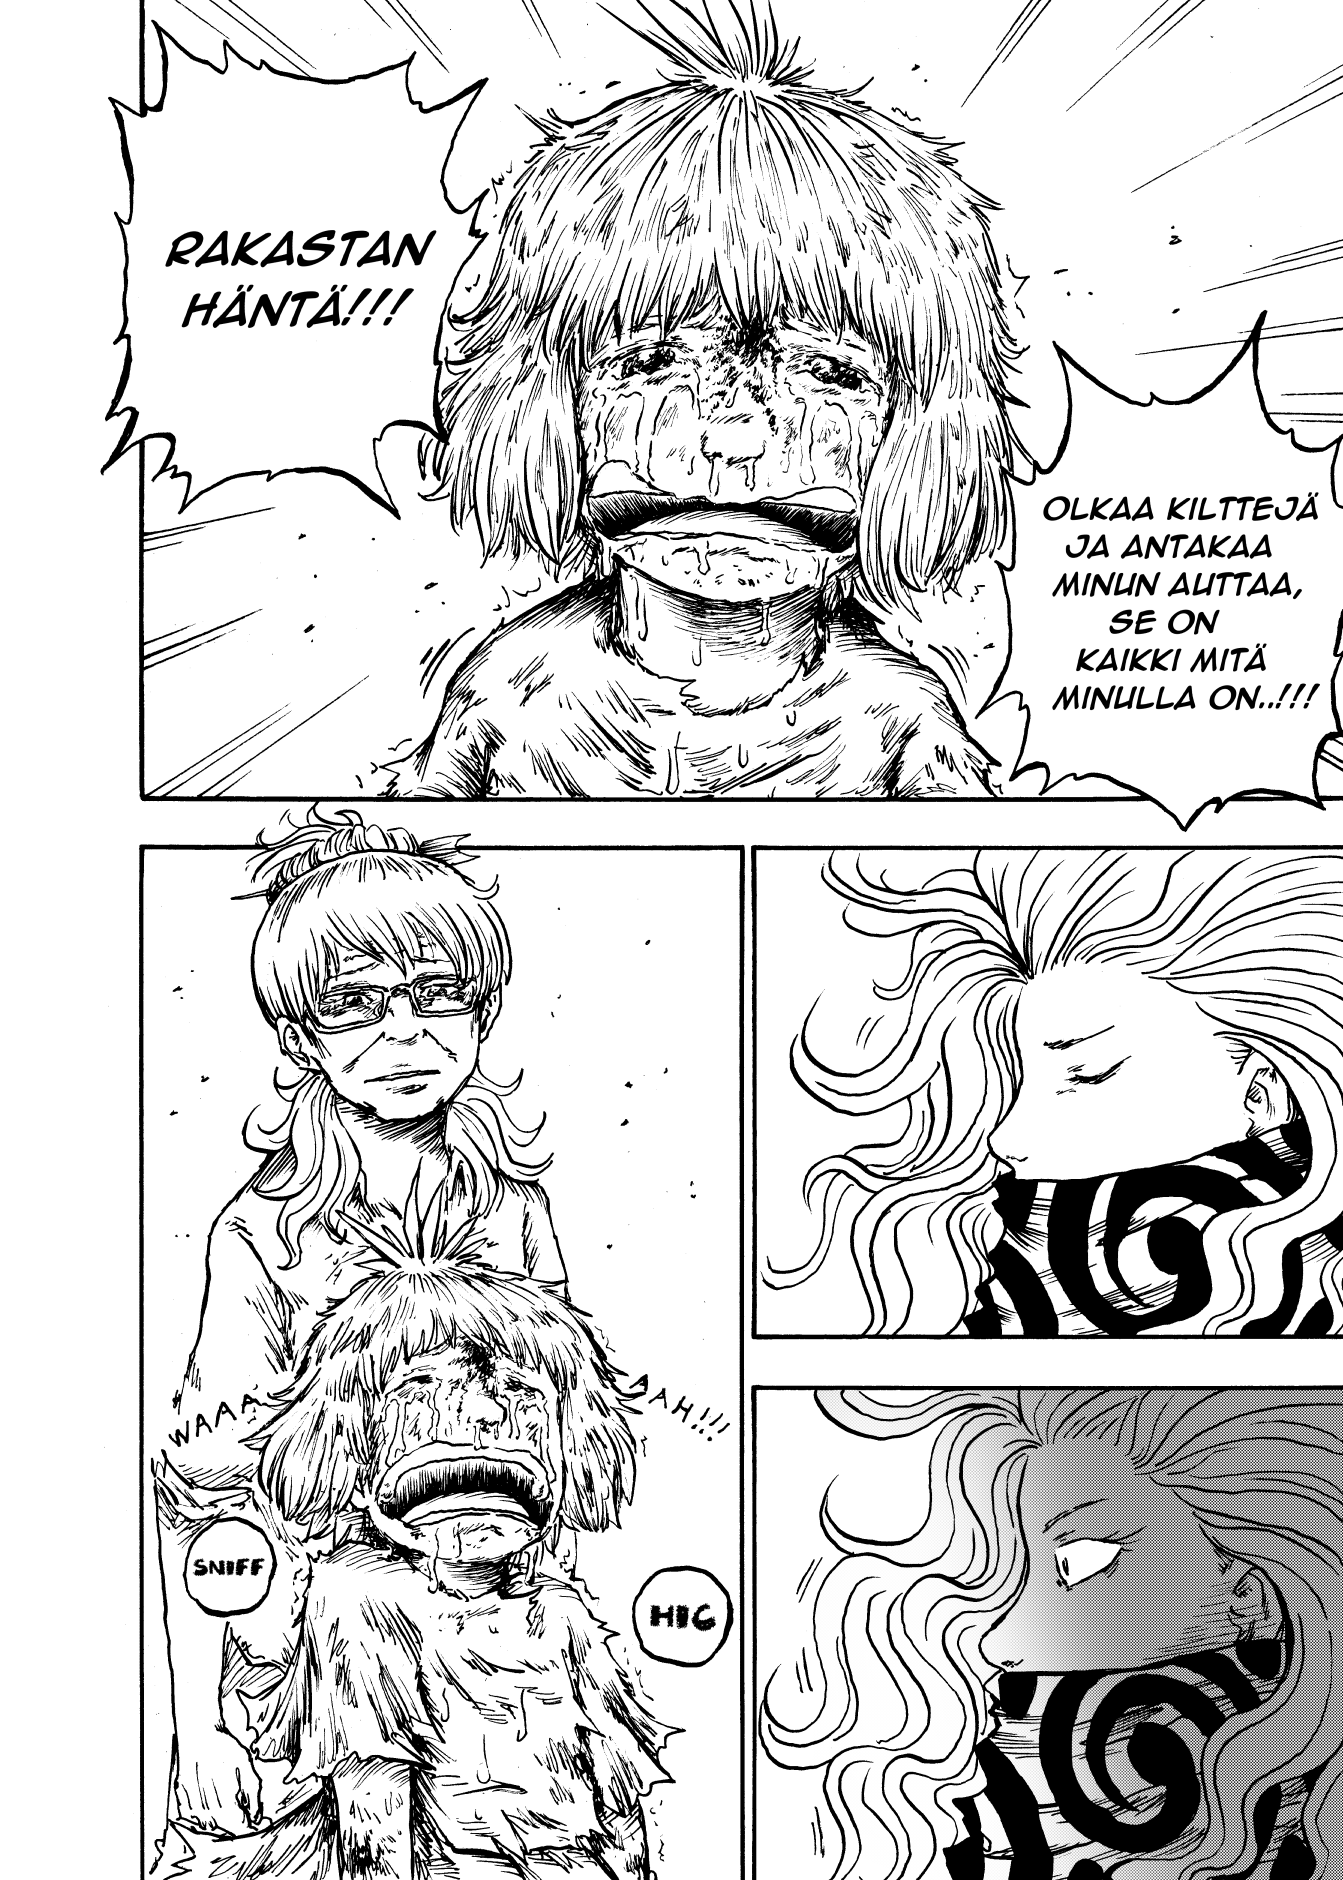 RAKASTAN
HÄNTÄ!!!
OLKAA KILTTEJÄ
JA ANTAKAA
MINUN AUTTAA,
SE ON
KAIKKI MITÄ
MINULLA ON..!!!
WAAA
AAH!!!
SNIFF
HIC